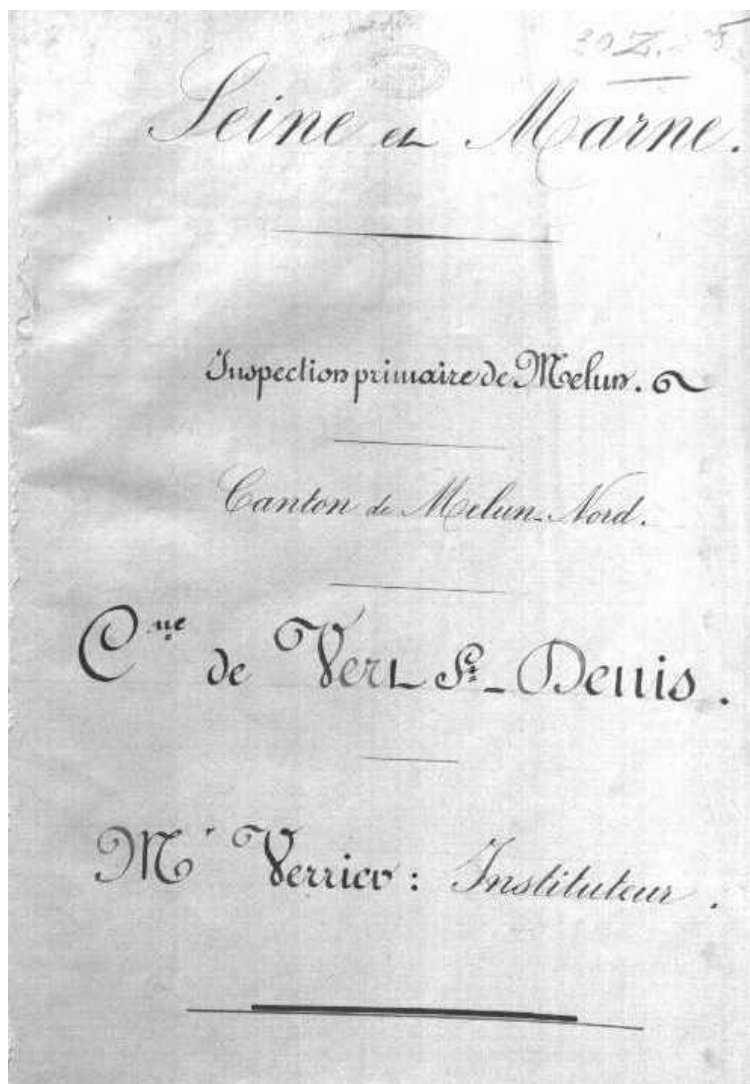 30 Z
Seine et Marne.
Inspection primaire de Melun.
Canton de Melun-Nord.
Cne de Vert St-Denis.
Mr Verrier : Instituteur.